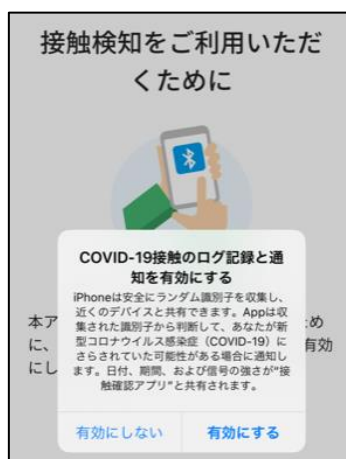 接触検知をご利用いただ
くために
COVID-19接触のログ記録と通
知を有効にする
iPhoneは安全にランダム識別子を収集し、
近くのデバイスと共有できます。Appは収
集された識別子から判断して、あなたが新
型コロナウイルス感染症（COVID-19）に
さらされていた可能性がある場合に通知し
ます。日付、期間、および信号の強さが"接
触確認アプリ"と共有されます。
本ア
め
に、
有効
にし
有効にしない
有効にする